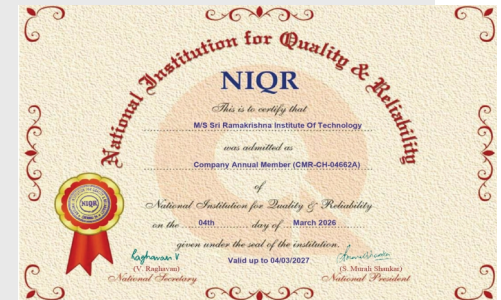 National Institution for Quality & Reliability
NIQR
This is to certify that
M/S Sri Ramakrishna Institute Of Technology
was admitted as
Company Annual Member (CMR-CH-04662A)
of
National Institution for Quality & Reliability
on the 04th day of March 2026
given under the seal of the institution.
Valid up to 04/03/2027
NIQR
Raghavan V
(V. Raghavan)
National Secretary
(S. Murali Shankar)
National President